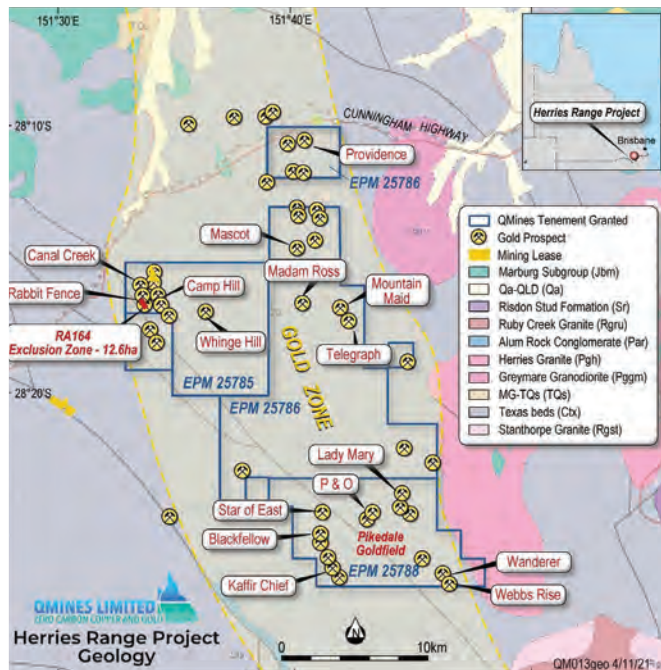 151°30'E
151°40'E
28°10'S
CUNNINGHAM HIGHWAY
Herries Range Project
Brisbane
Providence
EPM 25786
QMines Tenement Granted
Gold Prospect
Mining Lease
Marburg Subgroup (Jbm)
Qa-QLD (Qa)
Risdon Stud Formation (Sr)
Ruby Creek Granite (Rgru)
Alum Rock Conglomerate (Par)
Herries Granite (Pgh)
Greymare Granodiorite (Pggm)
MG-TQs (TQs)
Texas beds (Ctx)
Stanthorpe Granite (Rgst)
Mascot
Canal Creek
Madam Ross
Mountain
Maid
Rabbit Fence
Camp Hill
RA164
Exclusion Zone - 12.6ha
Whinge Hill
Telegraph
GOLD ZONE
EPM 25785
28°20'S
EPM 25786
Lady Mary
P & O
Star of East
Blackfellow
Pikedale
Goldfield
Wanderer
EPM 25788
Kaffir Chief
Webbs Rise
QMINES LIMITED
ZERO CARBON COPPER AND GOLD
Herries Range Project
Geology
N
0
10km
QM013geo 4/11/21